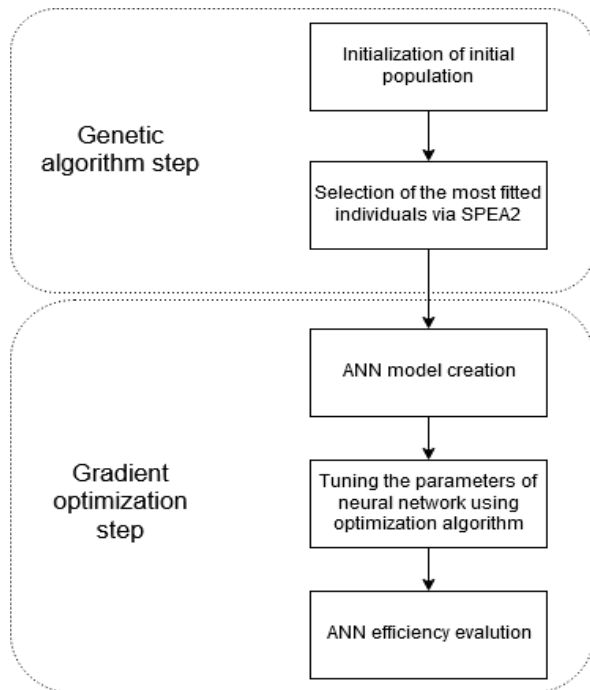 Initialization of initial
population
Genetic
algorithm step
Selection of the most fitted
individuals via SPEA2
ANN model creation
Gradient
optimization
step
Tuning the parameters of
neural network using
optimization algorithm
ANN efficiency evalution